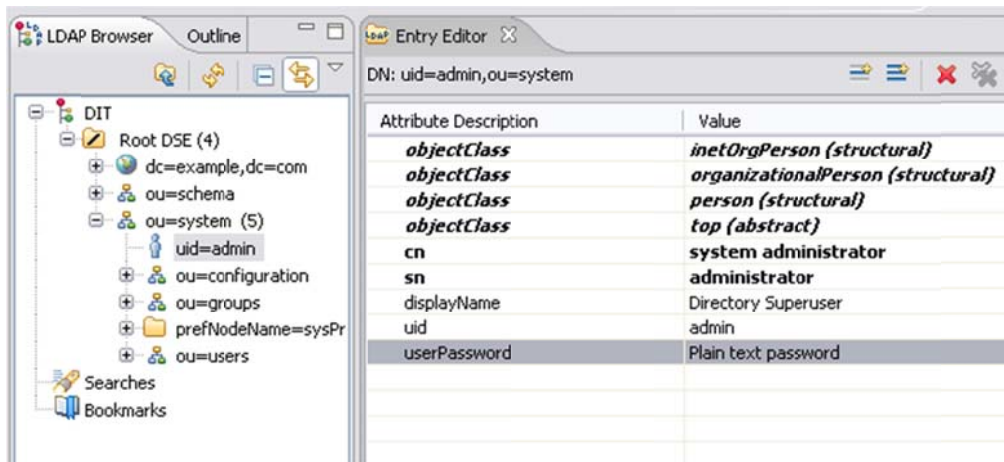 LDAP Browser
Outline
DIT
Root DSE (4)
dc=example,dc=com
ou=schema
ou=system (5)
uid=admin
ou=configuration
ou=groups
prefNodeName=sysPr
ou=users
Searches
Bookmarks
LDAP Entry Editor
DN: uid=admin,ou=system
Attribute Description Value
objectClass inetOrgPerson (structural)
objectClass organizationalPerson (structural)
objectClass person (structural)
objectClass top (abstract)
cn system administrator
sn administrator
displayName Directory Superuser
uid admin
userPassword Plain text password